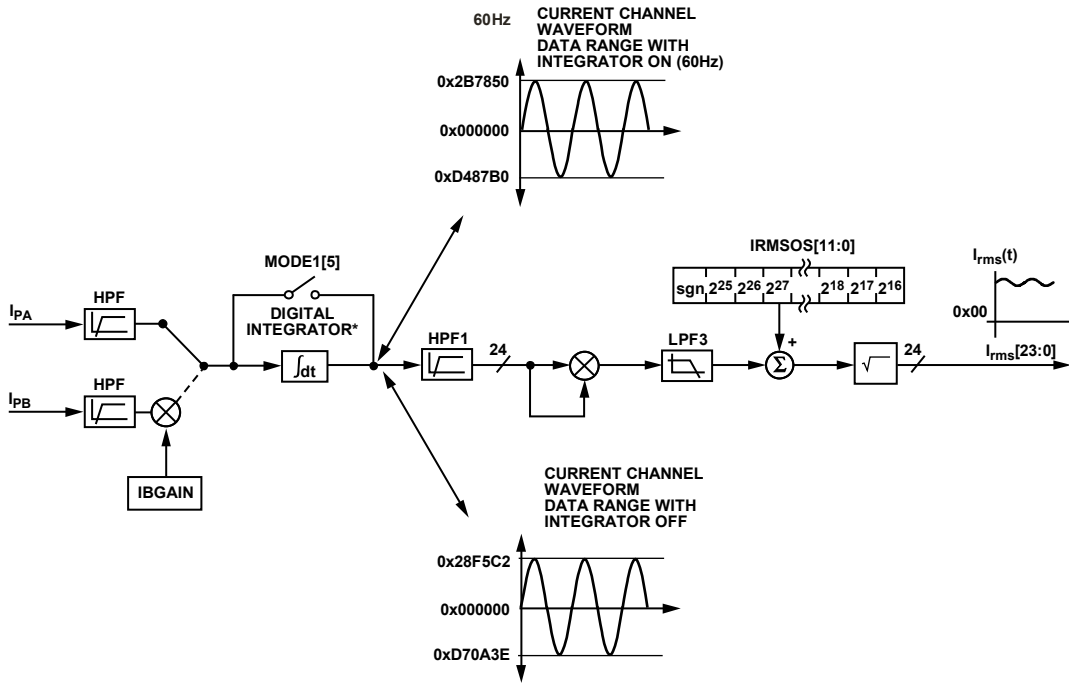 60Hz
CURRENT CHANNEL
WAVEFORM
DATA RANGE WITH
INTEGRATOR ON (60Hz)
0x2B7850
0x000000
0xD487B0
MODE1[5]
DIGITAL
INTEGRATOR*
IRMSOS[11:0]
sgn 2^25 2^26 2^27 2^18 2^17 2^16
I_rms(t)
0x00
I_PA
HPF
∫dt
HPF1
24
LPF3
+
Σ
√
24
I_rms[23:0]
I_PB
HPF
IBGAIN
CURRENT CHANNEL
WAVEFORM
DATA RANGE WITH
INTEGRATOR OFF
0x28F5C2
0x000000
0xD70A3E